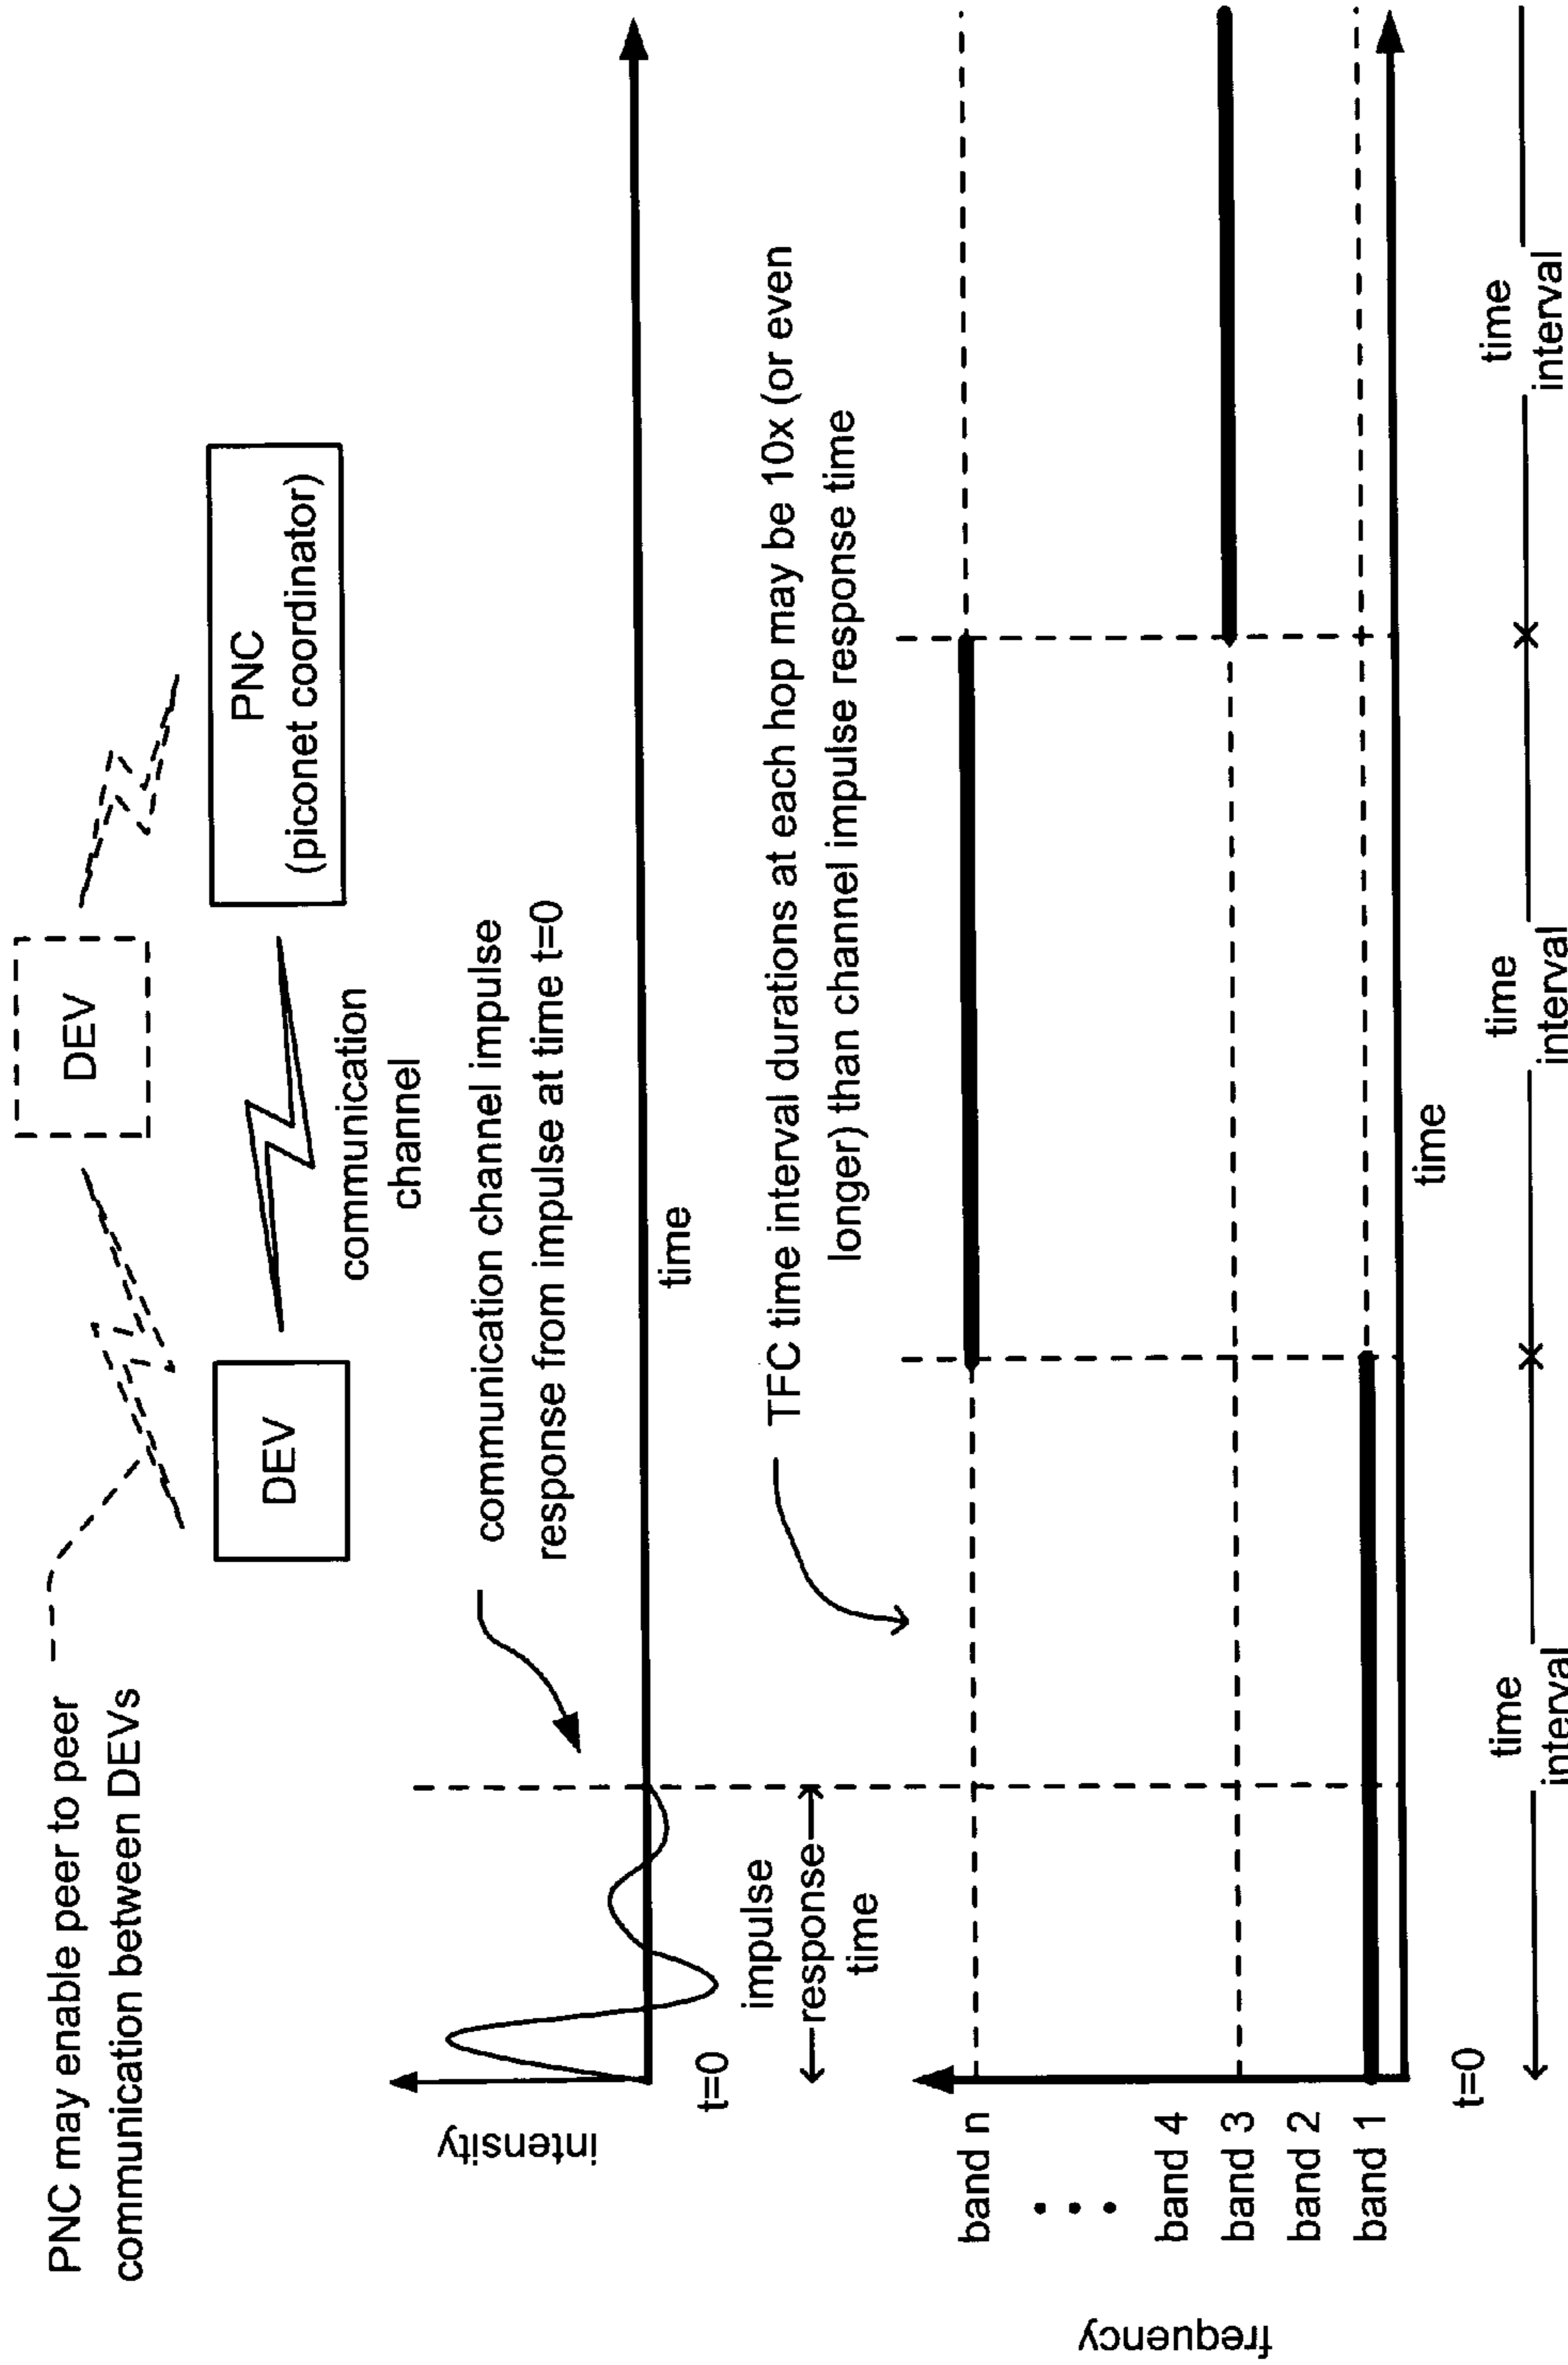 PNC may enable peer to peer
communication between DEVs
DEV
DEV
PNC
(piconet coordinator)
communication
channel
intensity
t=0
communication channel impulse
response from impulse at time t=0
time
impulse
response
time
TFC time interval durations at each hop may be 10x (or even
longer) than channel impulse response time
frequency
band n
band 4
band 3
band 2
band 1
t=0
time
time
interval
time
interval
time
interval